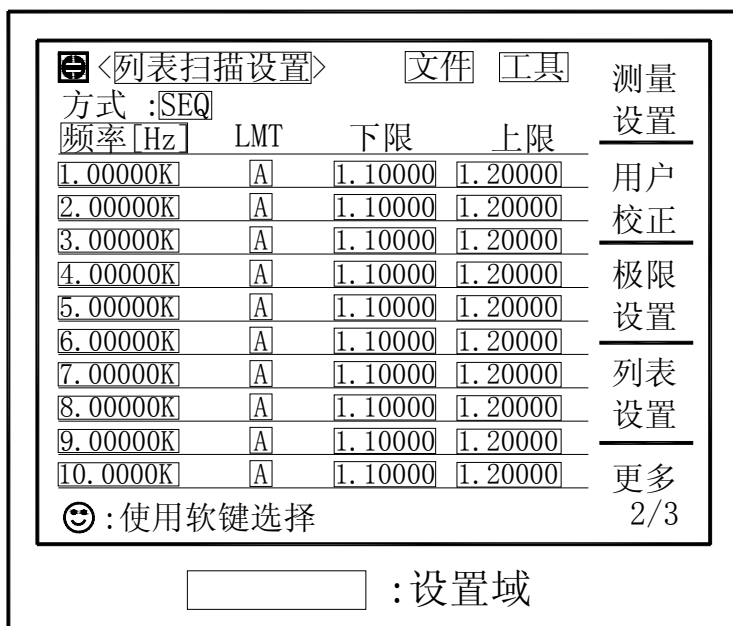 <列表扫描设置> 文件 工具
方式 :SEQ
频率[Hz] LMT 下限 上限
1.00000K A 1.10000 1.20000
2.00000K A 1.10000 1.20000
3.00000K A 1.10000 1.20000
4.00000K A 1.10000 1.20000
5.00000K A 1.10000 1.20000
6.00000K A 1.10000 1.20000
7.00000K A 1.10000 1.20000
8.00000K A 1.10000 1.20000
9.00000K A 1.10000 1.20000
10.0000K A 1.10000 1.20000
:使用软键选择
测量
设置
用户
校正
极限
设置
列表
设置
更多
2/3
:设置域